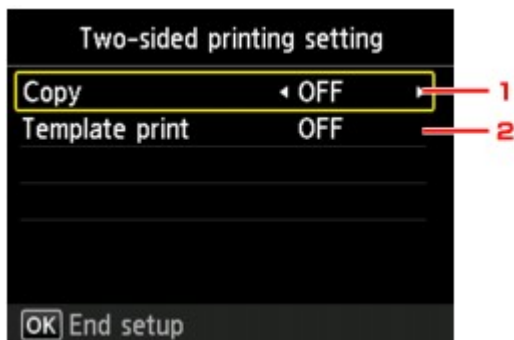 Two-sided printing setting
Copy OFF 1
Template print OFF 2
OK End setup